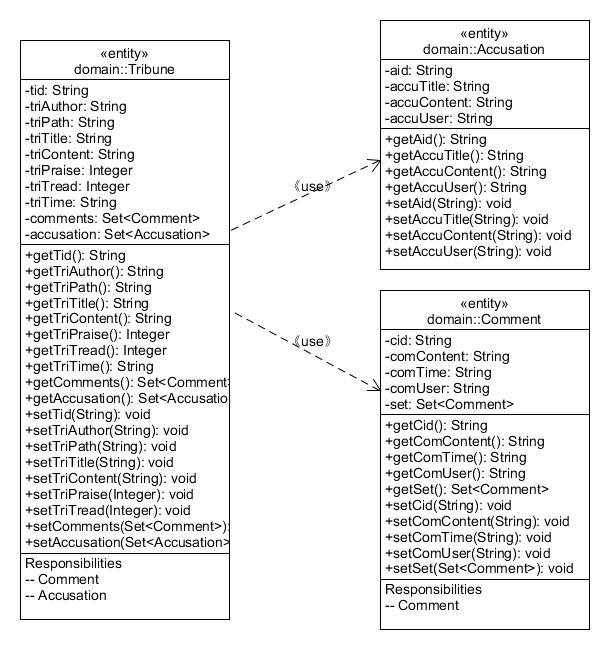 «entity»
domain::Tribune
-tid: String
-triAuthor: String
-triPath: String
-triTitle: String
-triContent: String
-triPraise: Integer
-triTread: Integer
-triTime: String
-comments: Set<Comment>
-accusation: Set<Accusation>
+getTid(): String
+getTriAuthor(): String
+getTriPath(): String
+getTriTitle(): String
+getTriContent(): String
+getTriPraise(): Integer
+getTriTread(): Integer
+getTriTime(): String
+getComments(): Set<Comment>
+getAccusation(): Set<Accusatio
+setTid(String): void
+setTriAuthor(String): void
+setTriPath(String): void
+setTriTitle(String): void
+setTriContent(String): void
+setTriPraise(Integer): void
+setTriTread(Integer): void
+setComments(Set<Comment>):
+setAccusation(Set<Accusation>
Responsibilities
-- Comment
-- Accusation
《use》
《use》
«entity»
domain::Accusation
-aid: String
-accuTitle: String
-accuContent: String
-accuUser: String
+getAid(): String
+getAccuTitle(): String
+getAccuContent(): String
+getAccuUser(): String
+setAid(String): void
+setAccuTitle(String): void
+setAccuContent(String): void
+setAccuUser(String): void
«entity»
domain::Comment
-cid: String
-comContent: String
-comTime: String
-comUser: String
-set: Set<Comment>
+getCid(): String
+getComContent(): String
+getComTime(): String
+getComUser(): String
+getSet(): Set<Comment>
+setCid(String): void
+setComContent(String): void
+setComTime(String): void
+setComUser(String): void
+setSet(Set<Comment>): void
Responsibilities
-- Comment